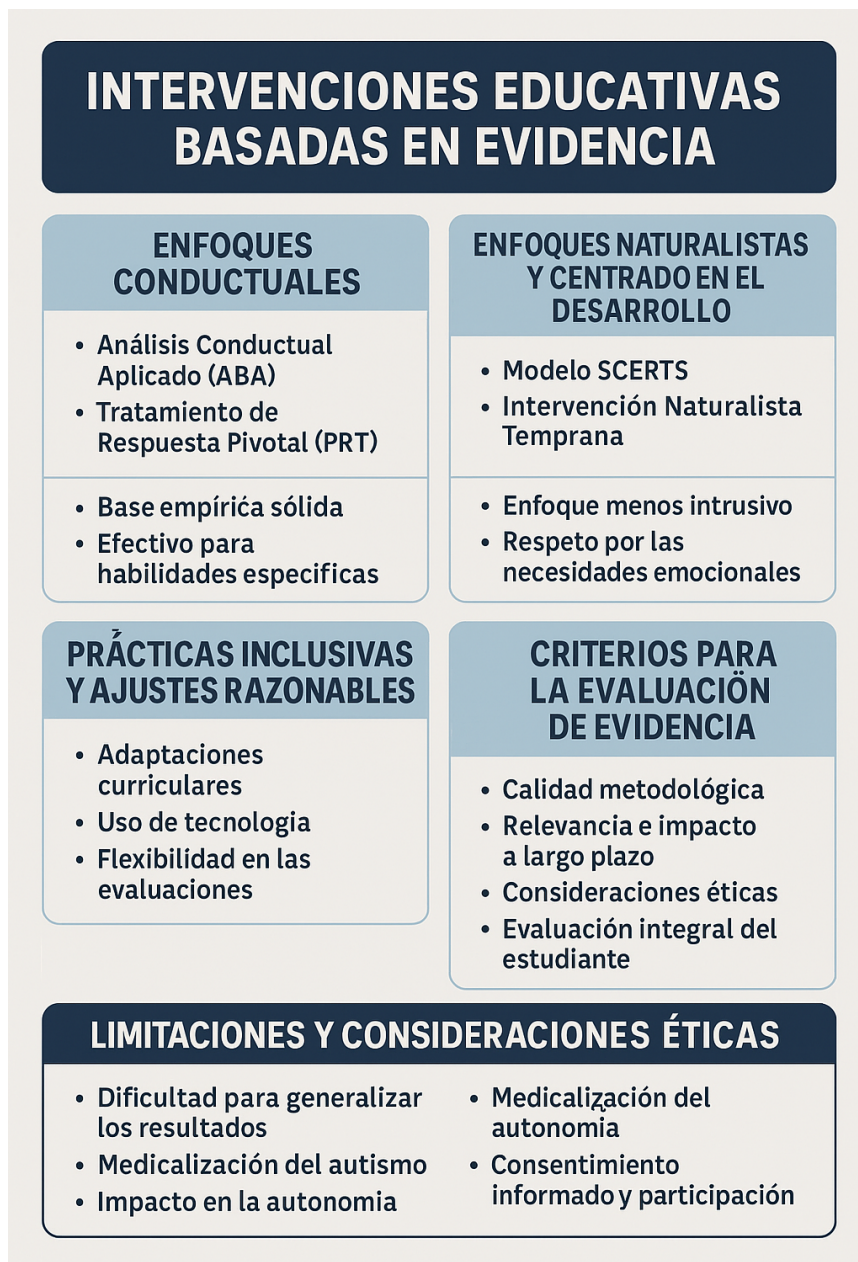 INTERVENCIONES EDUCATIVAS
BASADAS EN EVIDENCIA
ENFOQUES
CONDUCTUALES
• Análisis Conductual
Aplicado (ABA)
• Tratamiento de
Respuesta Pivotal (PRT)
• Base empíríća sólida
• Efectivo para
habilidades especificas
ENFOQUES NATURALISTAS
Y CENTRADO EN EL
DESARROLLO
• Modelo SCERTS
• Intervención Naturalista
Temprana
• Enfoque menos intrusivo
• Respeto por las
necesidades emocionales
PRÁCTICAS INCLUSIVAS
Y AJUSTES RAZONABLES
• Adaptaciones
curriculares
• Uso de tecnologia
• Flexibilídad en las
evaluaciones
CRITERIOS PARA
LA EVALUACIÖN
DE EVIDENCIA
• Calidad metodológica
• Relevancia e impacto
a largo plazo
• Consideraciones éticas
• Evaluación integral del
estudiante
LIMITACIONES Y CONSIDERACIONES ÉTICAS
• Dificultad para generalizar
los resultados
• Medicalización del autismo
• Impacto en la autonomia
• Medicalización del
autonomia
• Consentimiento
informado y participación